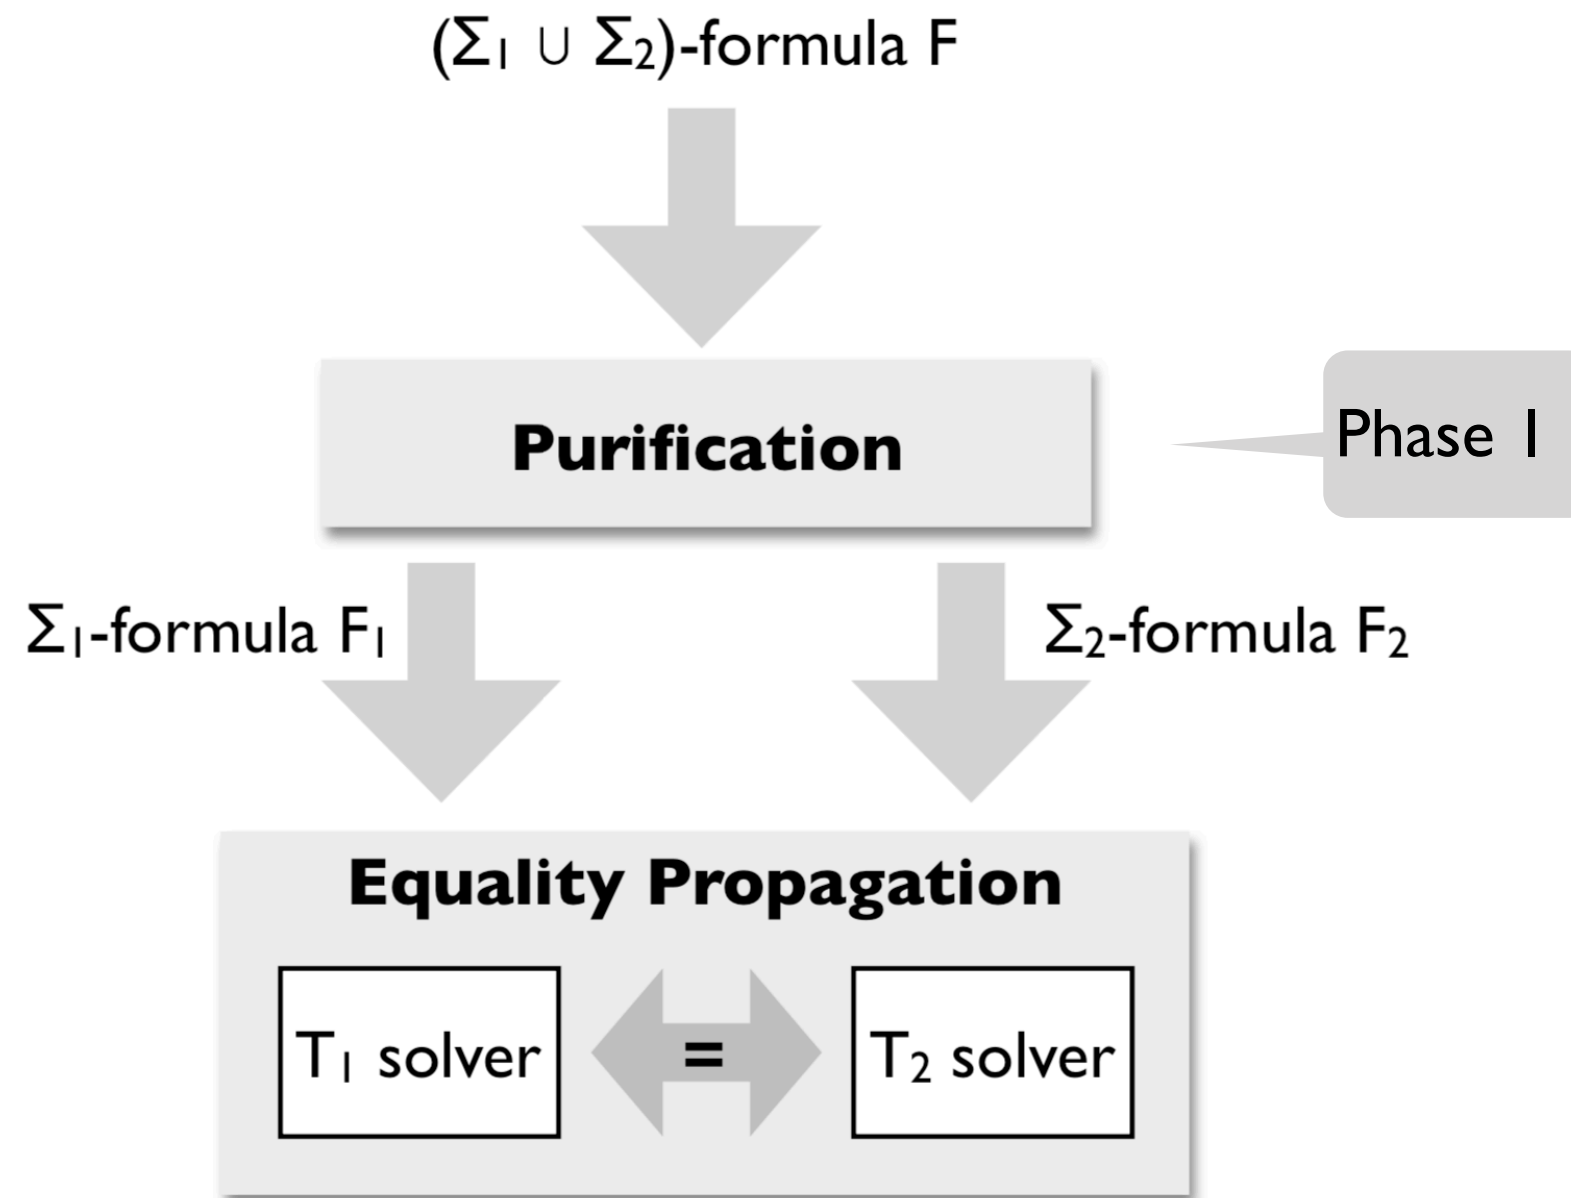 (Σ₁ ∪ Σ₂)-formula F
Purification
Phase 1
Σ₁-formula F₁
Σ₂-formula F₂
Equality Propagation
T₁ solver
=
T₂ solver